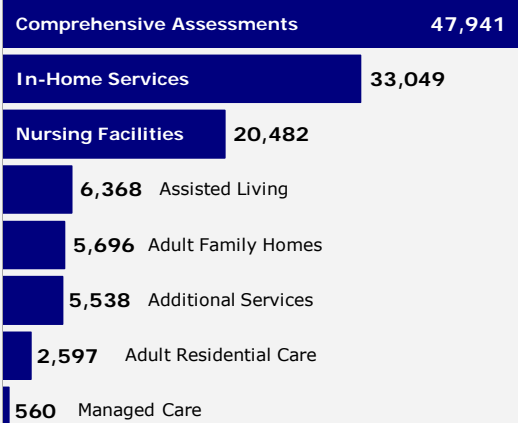 Comprehensive Assessments 47,941
In-Home Services 33,049
Nursing Facilities 20,482
6,368 Assisted Living
5,696 Adult Family Homes
5,538 Additional Services
2,597 Adult Residential Care
560 Managed Care